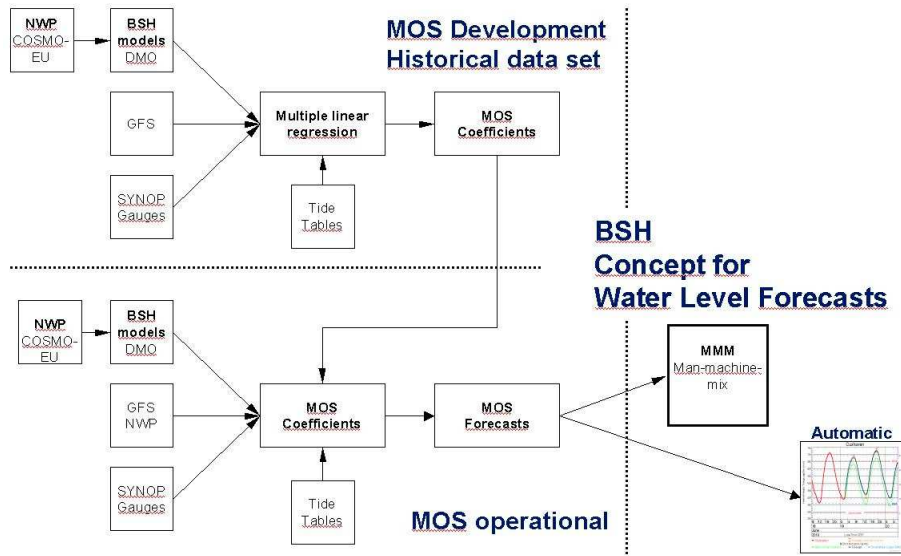 NWP
COSMO-
EU
BSH
models
DMO
MOS Development
Historical data set
GFS
Multiple linear
regression
MOS
Coefficients
SYNOP
Gauges
Tide
Tables
BSH
Concept for
Water Level Forecasts
NWP
COSMO-
EU
BSH
models
DMO
MMM
Man-machine-
mix
GFS
NWP
MOS
Coefficients
MOS
Forecasts
Automatic
SYNOP
Gauges
Tide
Tables
MOS operational